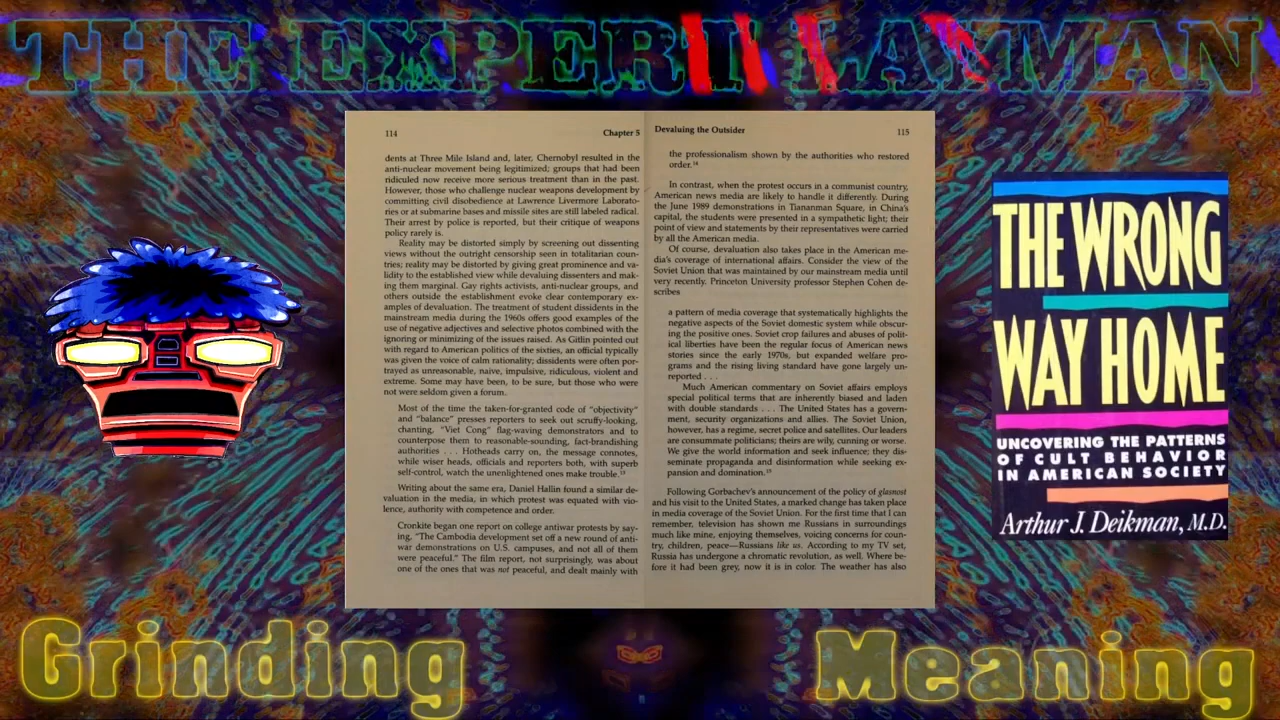 THE EXPERT LAYMAN
114 Chapter 5
dents at Three Mile Island and, later, Chernobyl resulted in the
anti-nuclear movement being legitimized; groups that had been
ridiculed now receive more serious treatment than in the past.
However, those who challenge nuclear weapons development by
committing civil disobedience at Lawrence Livermore Laborato-
ries or at submarine bases and missile sites are still labeled radical.
Their arrest by police is reported, but their critique of weapons
policy rarely is.
Reality may be distorted simply by screening out dissenting
views without the outright censorship seen in totalitarian coun-
tries; reality may be distorted by giving great prominence and va-
lidity to the established view while devaluing dissenters and mak-
ing them marginal. Gay rights activists, anti-nuclear groups, and
others outside the establishment evoke clear contemporary ex-
amples of devaluation. The treatment of student dissidents in the
mainstream media during the 1960s offers good examples of the
use of negative adjectives and selective photos combined with the
ignoring or minimizing of the issues raised. As Gitlin pointed out
with regard to American politics of the sixties, an official typically
was given the voice of calm rationality; dissidents were often por-
trayed as unreasonable, naive, impulsive, ridiculous, violent and
extreme. Some may have been, to be sure, but those who were
not were seldom given a forum.
Most of the time the taken-for-granted code of "objectivity"
and "balance" presses reporters to seek out scruffy-looking,
chanting, "Viet Cong" flag-waving demonstrators and to
counterpose them to reasonable-sounding, fact-brandishing
authorities . . . Hotheads carry on, the message connotes,
while wiser heads, officials and reporters both, with superb
self-control, watch the unenlightened ones make trouble.13
Writing about the same era, Daniel Hallin found a similar de-
valuation in the media, in which protest was equated with vio-
lence, authority with competence and order.
Cronkite began one report on college antiwar protests by say-
ing, "The Cambodia development set off a new round of anti-
war demonstrations on U.S. campuses, and not all of them
were peaceful." The film report, not surprisingly, was about
one of the ones that was not peaceful, and dealt mainly with
Devaluing the Outsider 115
the professionalism shown by the authorities who restored
order.14
In contrast, when the protest occurs in a communist country,
American news media are likely to handle it differently. During
the June 1989 demonstrations in Tiananman Square, in China's
capital, the students were presented in a sympathetic light; their
point of view and statements by their representatives were carried
by all the American media.
Of course, devaluation also takes place in the American me-
dia's coverage of international affairs. Consider the view of the
Soviet Union that was maintained by our mainstream media until
very recently. Princeton University professor Stephen Cohen de-
scribes
a pattern of media coverage that systematically highlights the
negative aspects of the Soviet domestic system while obscur-
ing the positive ones. Soviet crop failures and abuses of polit-
ical liberties have been the regular focus of American news
stories since the early 1970s, but expanded welfare pro-
grams and the rising living standard have gone largely un-
reported . . .
Much American commentary on Soviet affairs employs
special political terms that are inherently biased and laden
with double standards . . . The United States has a govern-
ment, security organizations and allies. The Soviet Union,
however, has a regime, secret police and satellites. Our leaders
are consummate politicians; theirs are wily, cunning or worse.
We give the world information and seek influence; they dis-
seminate propaganda and disinformation while seeking ex-
pansion and domination.15
Following Gorbachev's announcement of the policy of glasnost
and his visit to the United States, a marked change has taken place
in media coverage of the Soviet Union. For the first time that I can
remember, television has shown me Russians in surroundings
much like mine, enjoying themselves, voicing concerns for coun-
try, children, peace—Russians like us. According to my TV set,
Russia has undergone a chromatic revolution, as well. Where be-
fore it had been grey, now it is in color. The weather has also
THE WRONG
WAY HOME
UNCOVERING THE PATTERNS
OF CULT BEHAVIOR
IN AMERICAN SOCIETY
Arthur J. Deikman, M.D.
Grinding Meaning